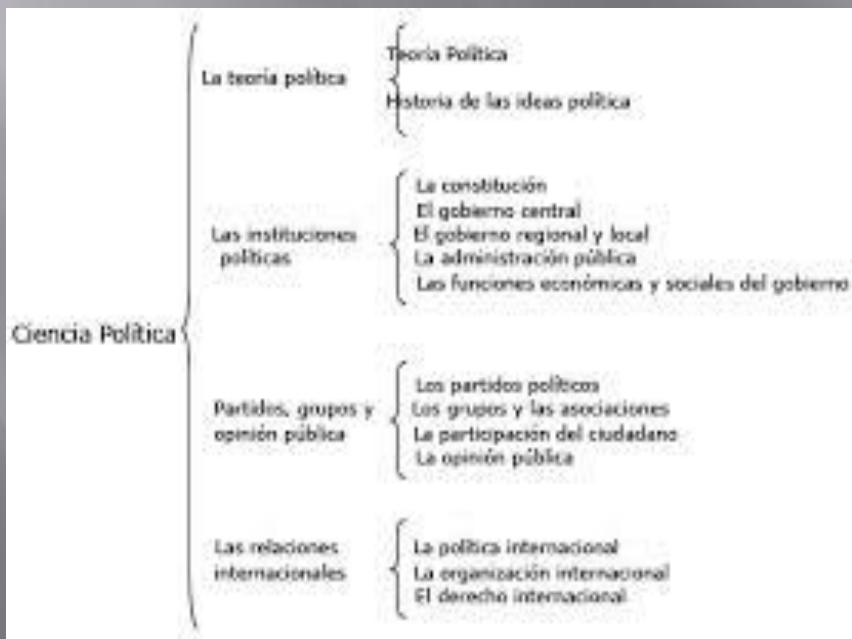 Ciencia Política
La teoría política
Teoría Política
Historia de las ideas política
Las instituciones
políticas
La constitución
El gobierno central
El gobierno regional y local
La administración pública
Las funciones económicas y sociales del gobierno
Partidos, grupos y
opinión pública
Los partidos políticos
Los grupos y las asociaciones
La participación del ciudadano
La opinión pública
Las relaciones
internacionales
La política internacional
La organización internacional
El derecho internacional